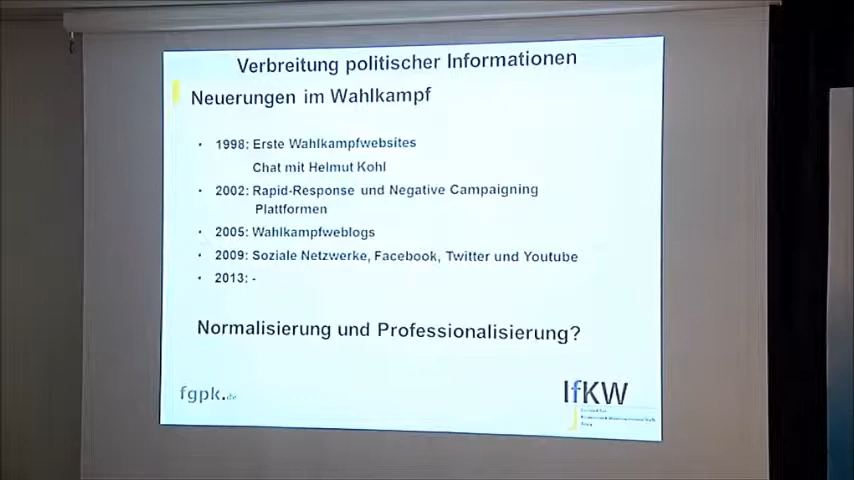 Verbreitung politischer Informationen
Neuerungen im Wahlkampf
• 1998: Erste Wahlkampfwebsites
Chat mit Helmut Kohl
• 2002: Rapid-Response und Negative Campaigning
Plattformen
• 2005: Wahlkampfweblogs
• 2009: Soziale Netzwerke, Facebook, Twitter und Youtube
• 2013: -
Normalisierung und Professionalisierung?
fgpk.de
IfKW